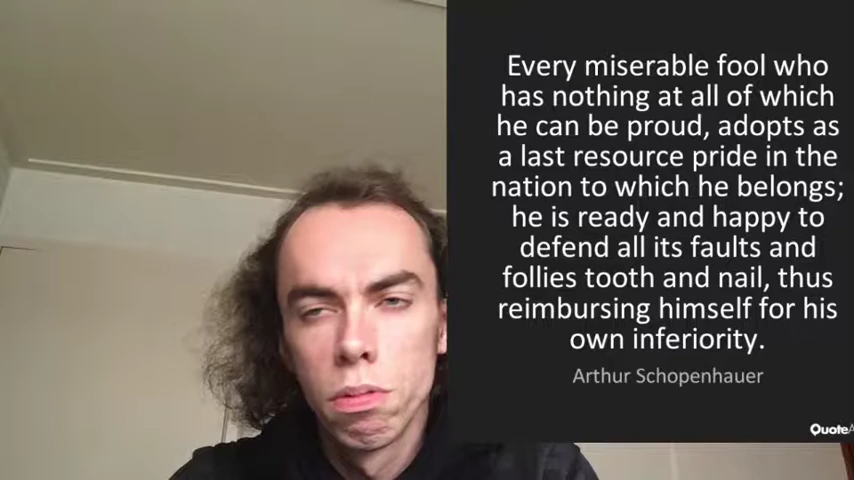 Every miserable fool who
has nothing at all of which
he can be proud, adopts as
a last resource pride in the
nation to which he belongs;
he is ready and happy to
defend all its faults and
follies tooth and nail, thus
reimbursing himself for his
own inferiority.
Arthur Schopenhauer
QuoteA